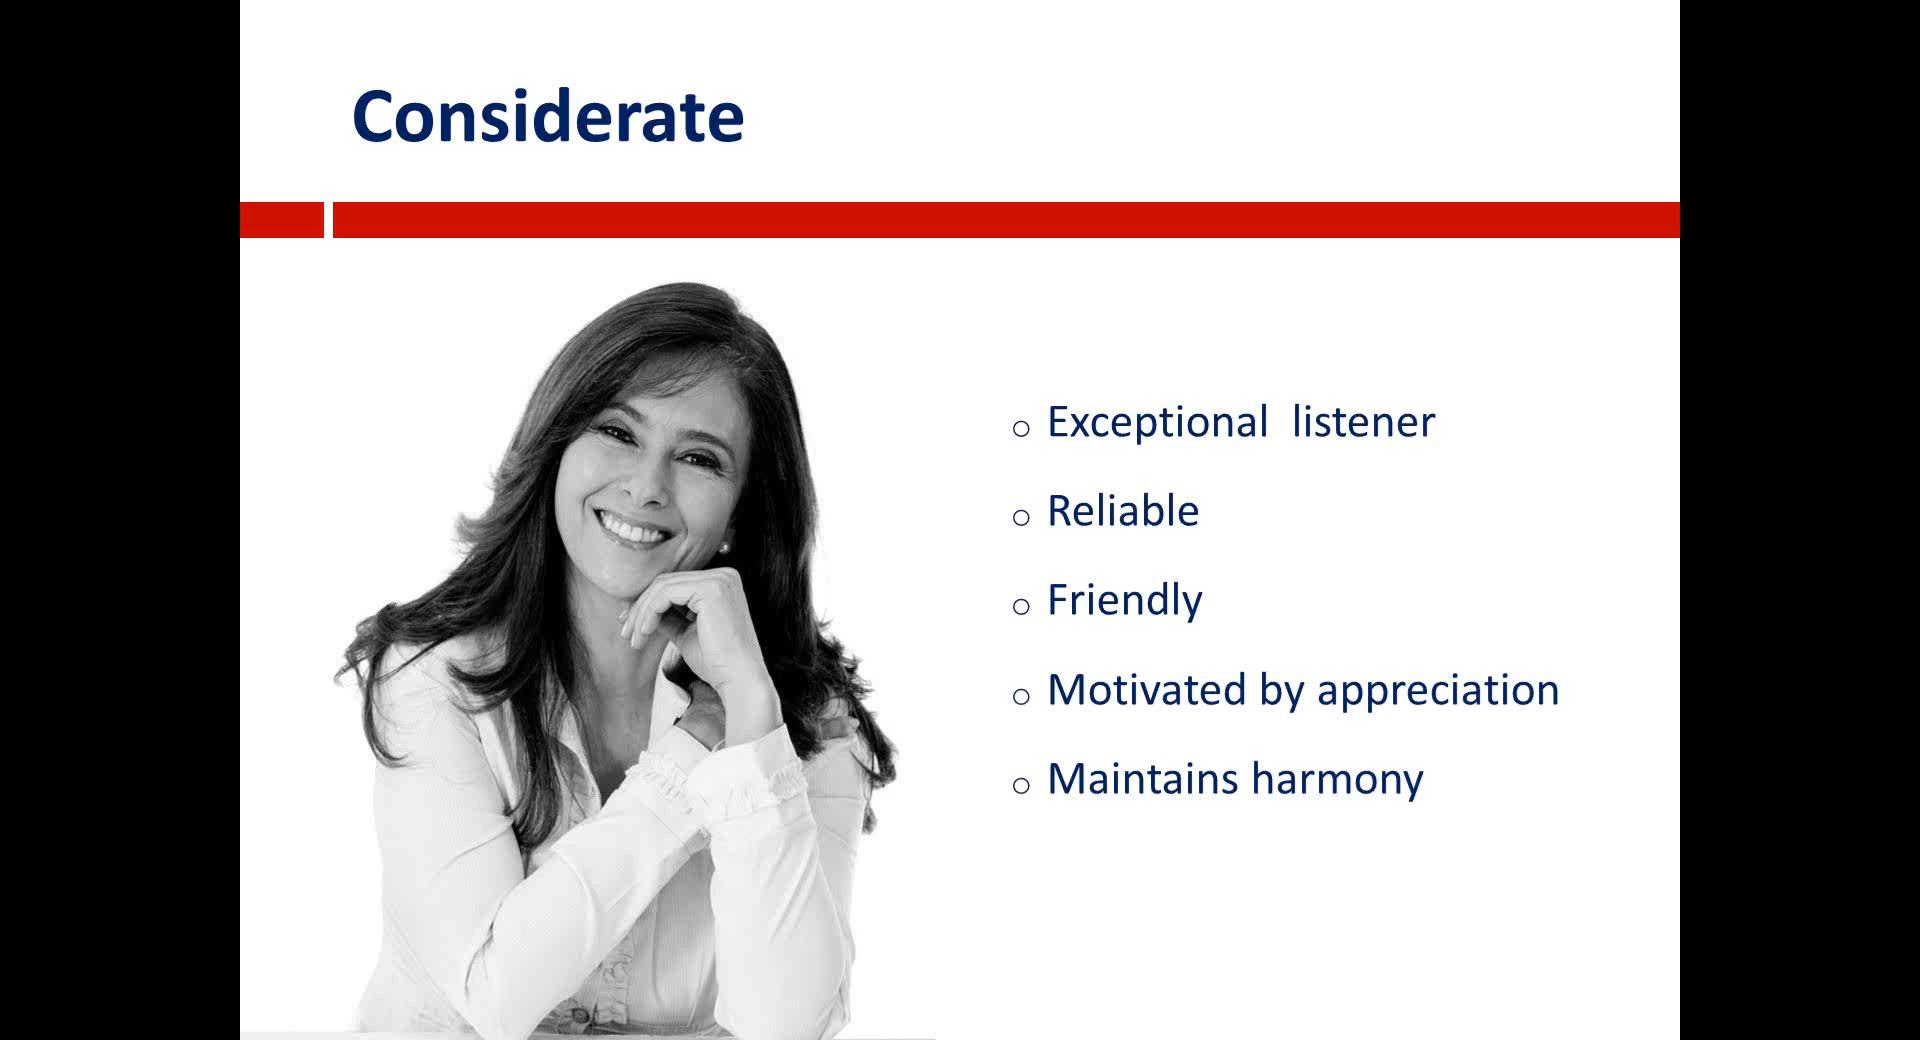 Considerate
Exceptional  listener
Reliable
Friendly
Motivated by appreciation
Maintains harmony